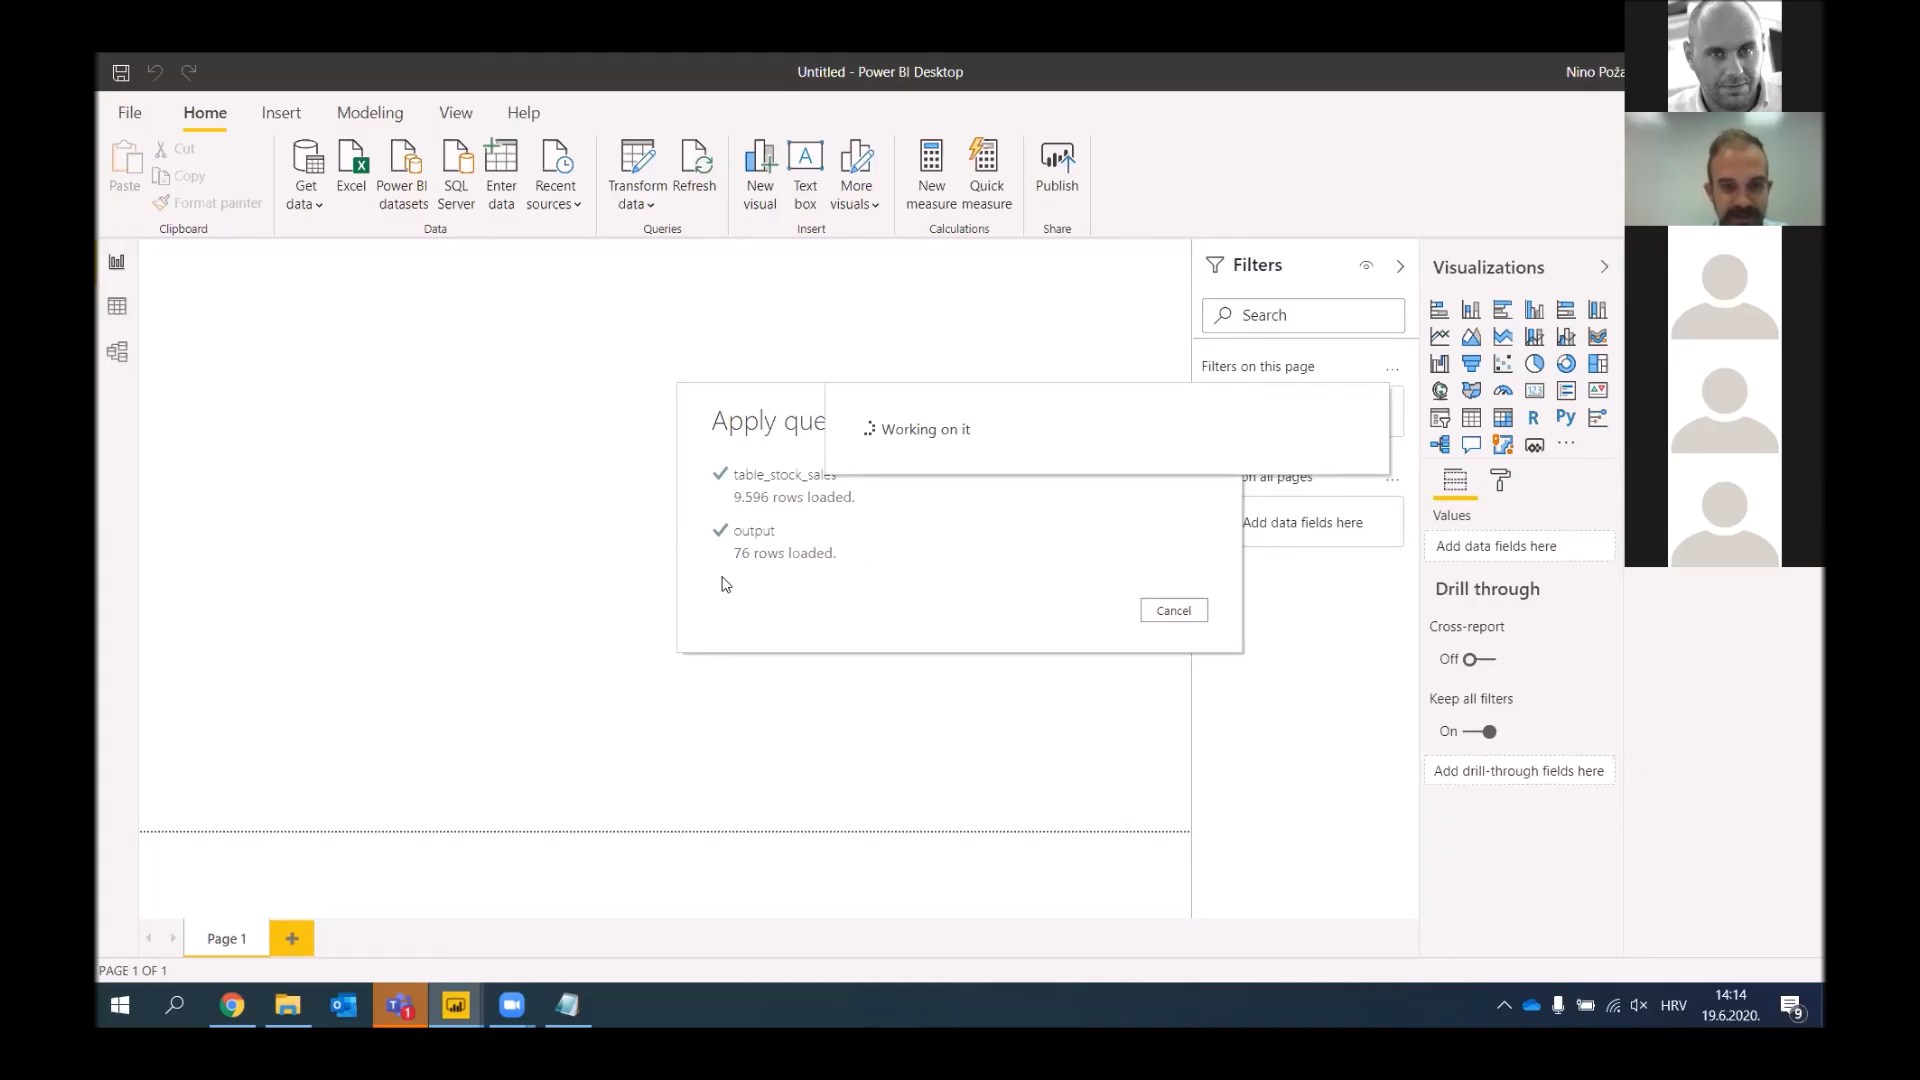 Untitled - Power BI Desktop
Nino Poža
File
Home
Insert
Modeling
View
Help
Paste
Cut
Copy
Format painter
Clipboard
Get data
Excel
Power BI datasets
SQL Server
Enter data
Recent sources
Data
Transform data
Refresh
Queries
New visual
Text box
More visuals
Insert
New measure
Quick measure
Calculations
Publish
Share
Filters
Search
Filters on this page
...
on all pages
...
Add data fields here
Apply que
Working on it
table_stock_sales
9.596 rows loaded.
output
76 rows loaded.
Cancel
Visualizations
123
R
Py
...
Values
Add data fields here
Drill through
Cross-report
Off
Keep all filters
On
Add drill-through fields here
Page 1
+
PAGE 1 OF 1
1
HRV
14:14
19.6.2020.
9